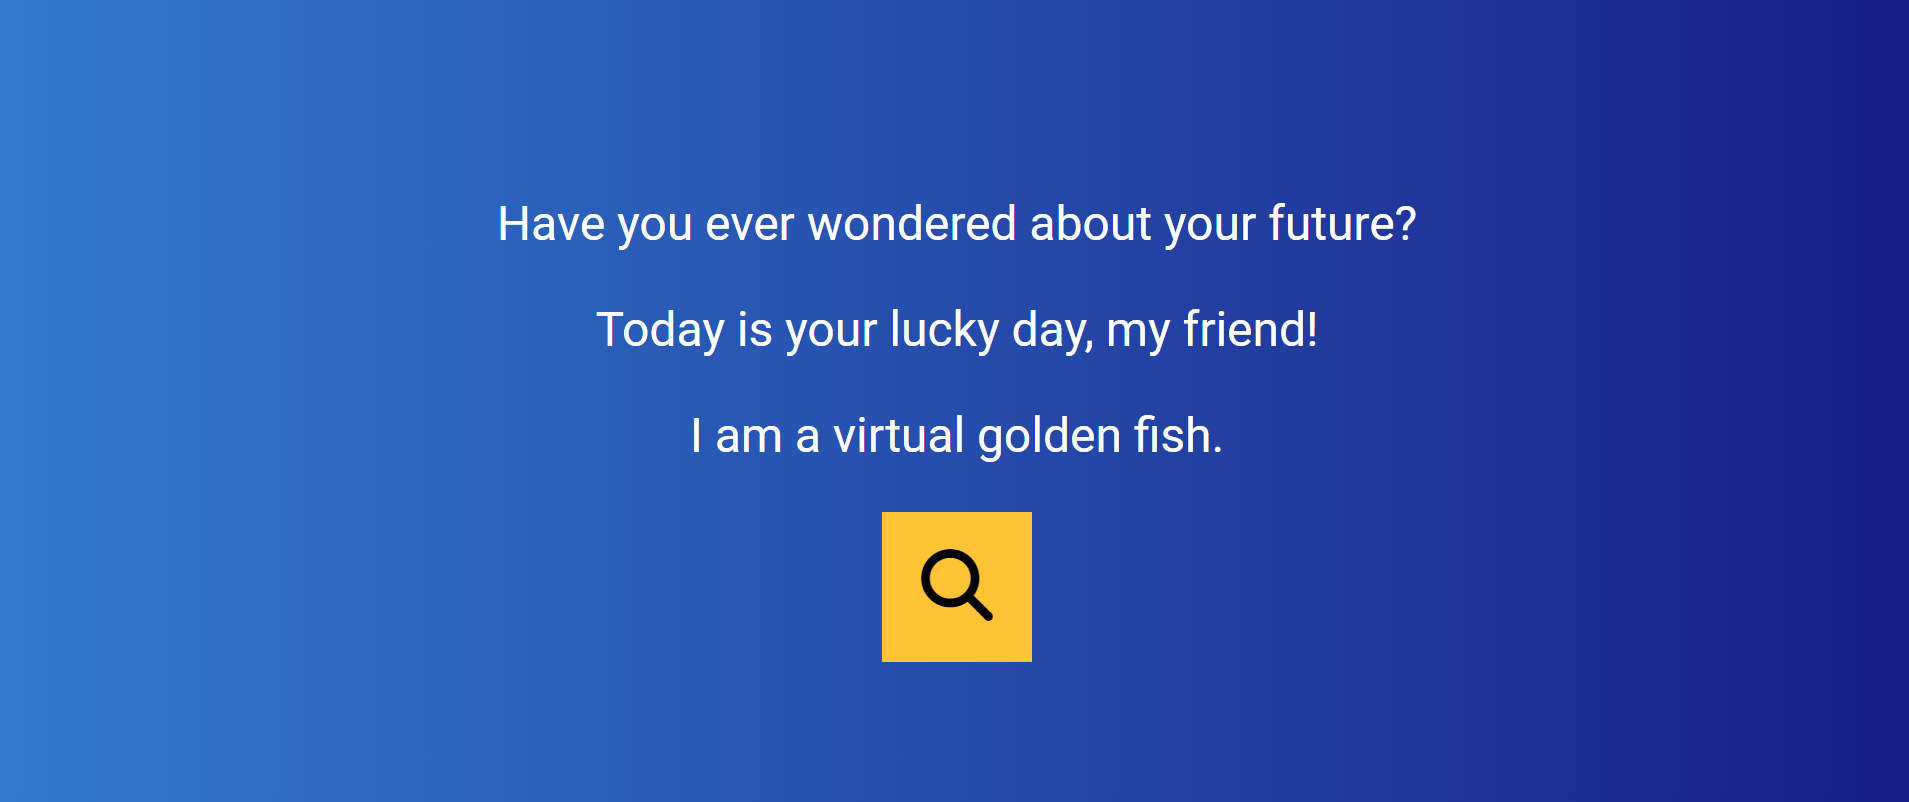 Have you ever wondered about your future?
Today is your lucky day, my friend!
I am a virtual golden fish.